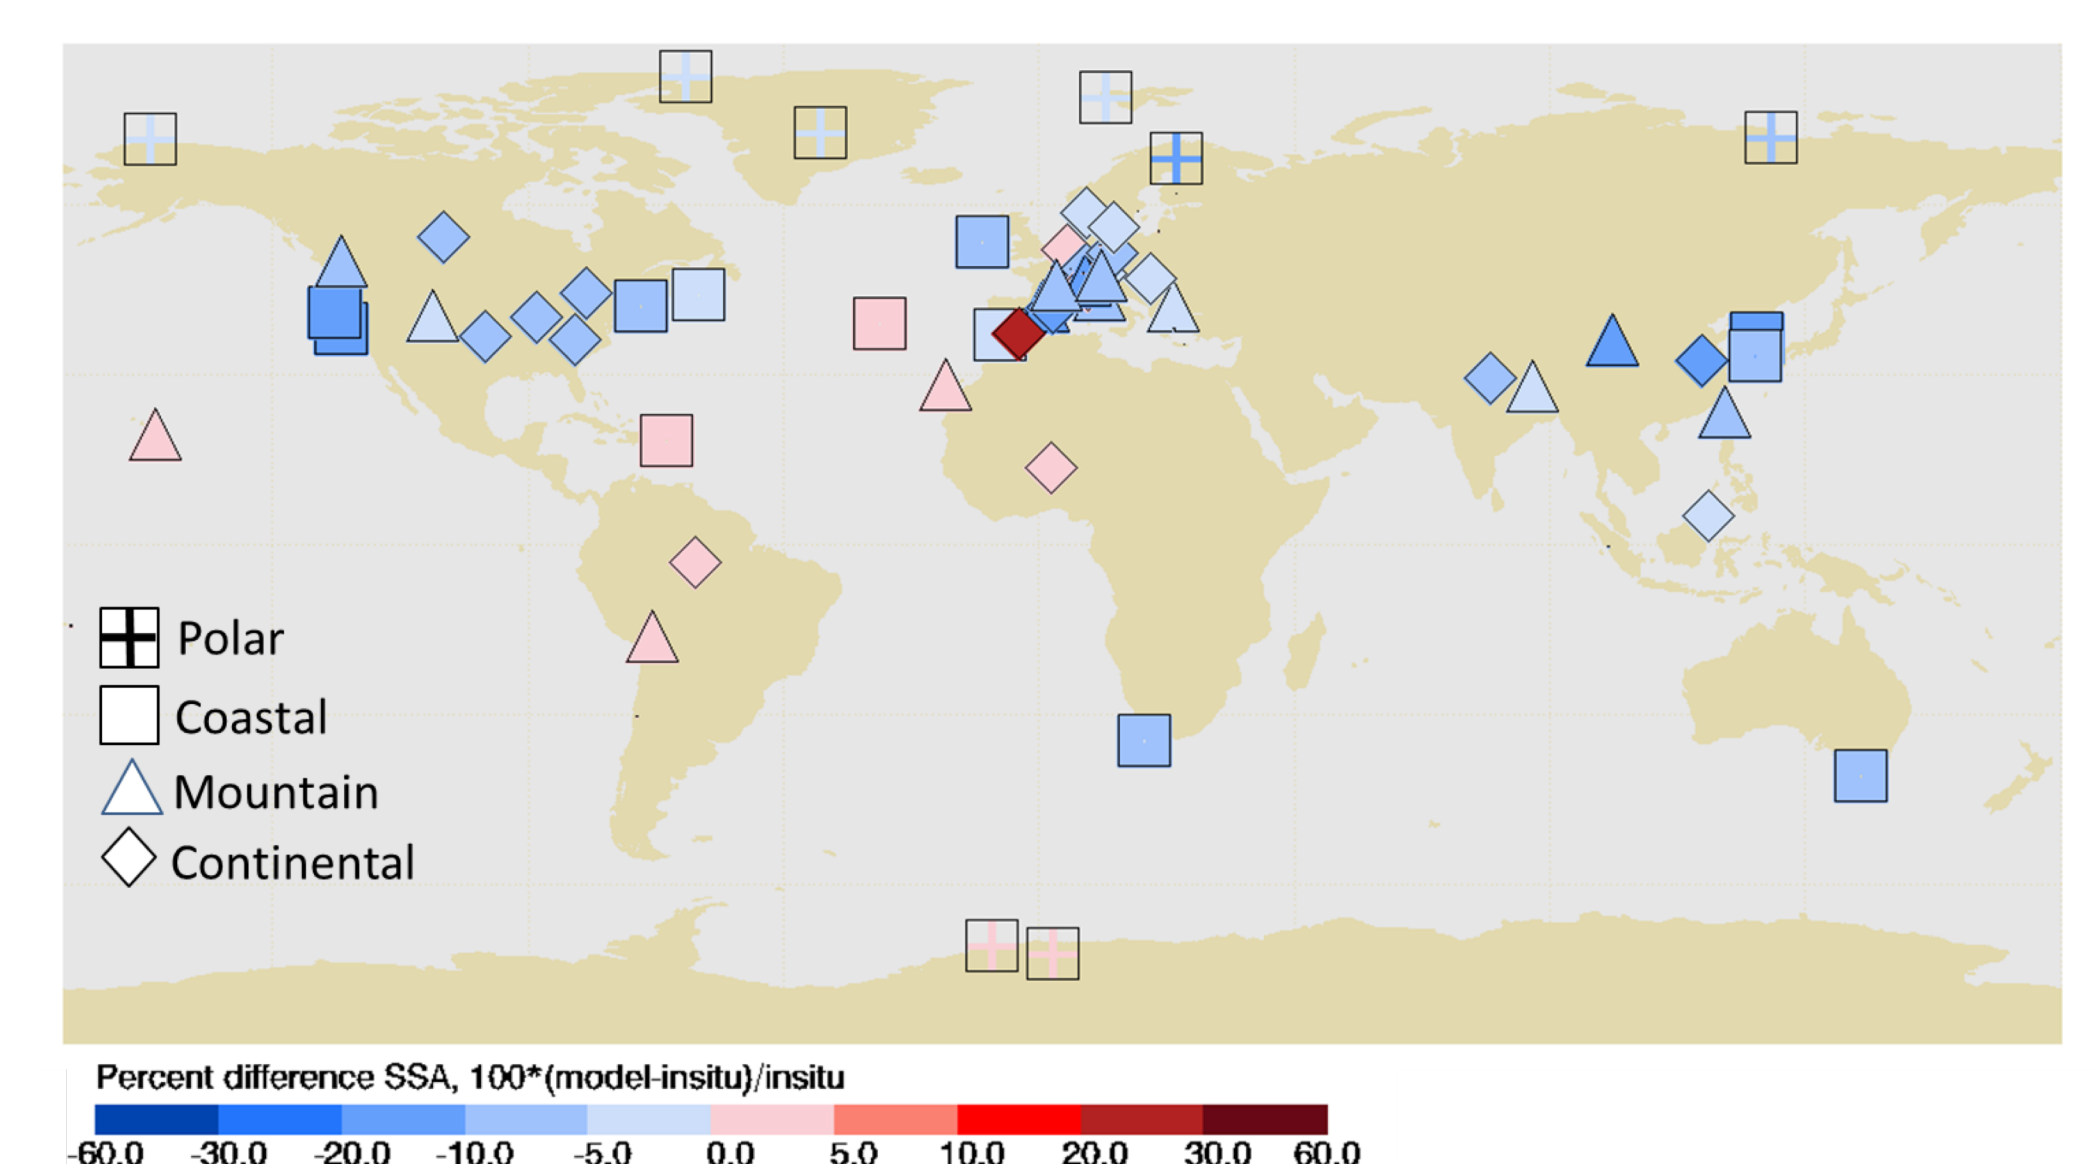 Polar
Coastal
Mountain
Continental
Percent difference SSA, 100*(model-insitu)/insitu
-60.0 -30.0 -20.0 -10.0 -5.0 0.0 5.0 10.0 20.0 30.0 60.0